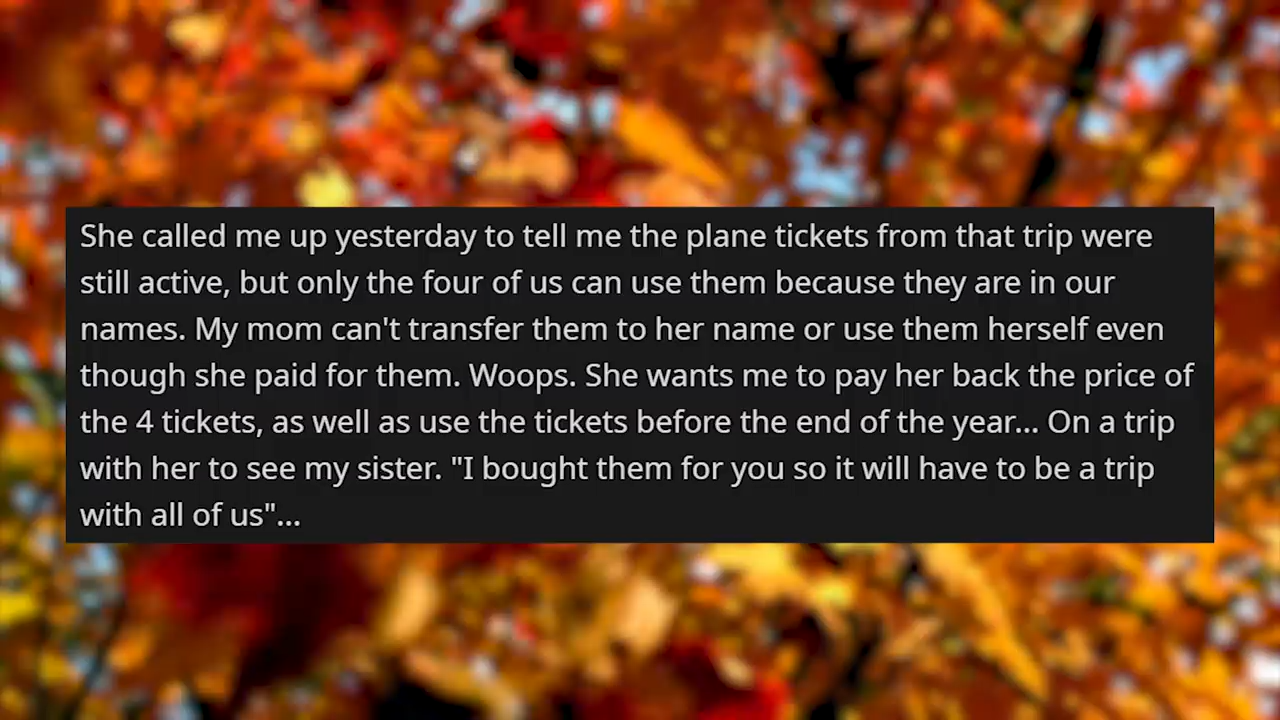 She called me up yesterday to tell me the plane tickets from that trip were
still active, but only the four of us can use them because they are in our
names. My mom can't transfer them to her name or use them herself even
though she paid for them. Woops. She wants me to pay her back the price of
the 4 tickets, as well as use the tickets before the end of the year... On a trip
with her to see my sister. "I bought them for you so it will have to be a trip
with all of us"...